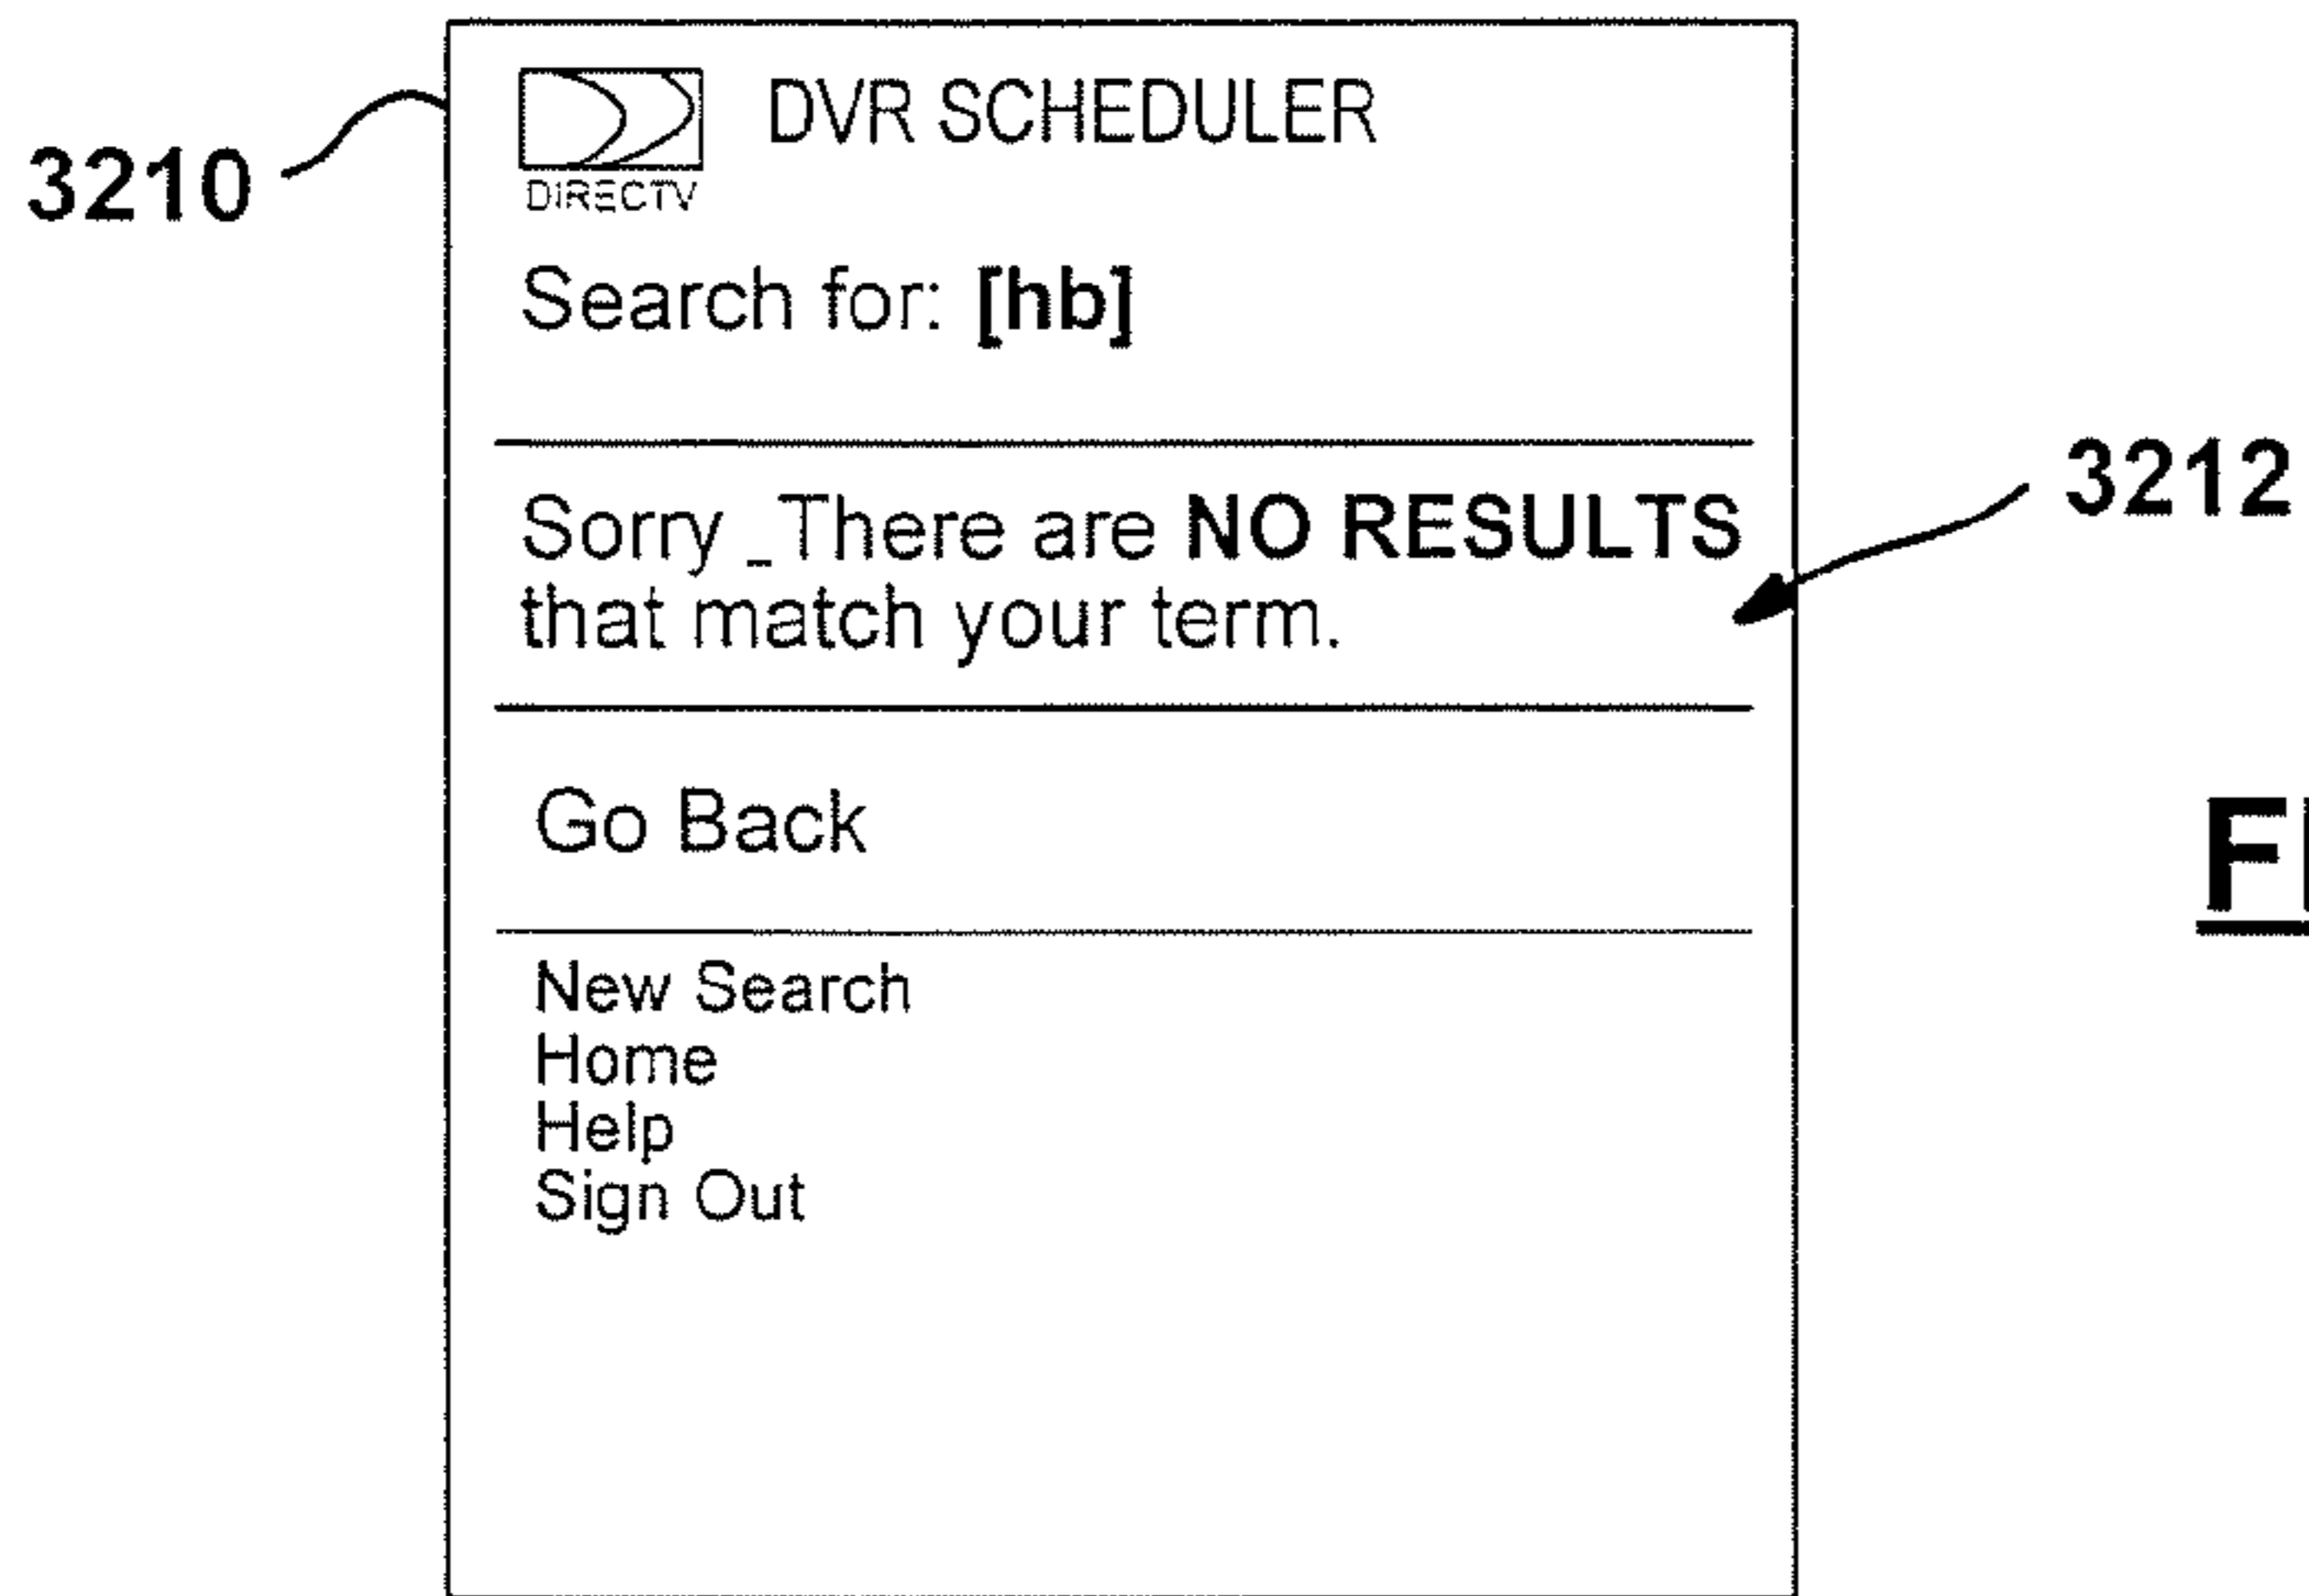 3210
DVR SCHEDULER
DIRECTV
Search for: [hb]
3212
Sorry _There are NO RESULTS
that match your term.
Go Back
New Search
Home
Help
Sign Out